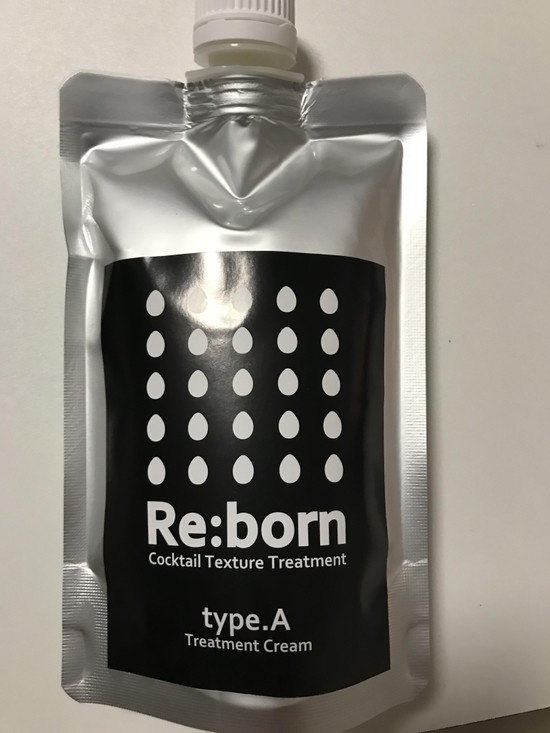 Re:born
Cocktail Texture Treatment
type.A
Treatment Cream